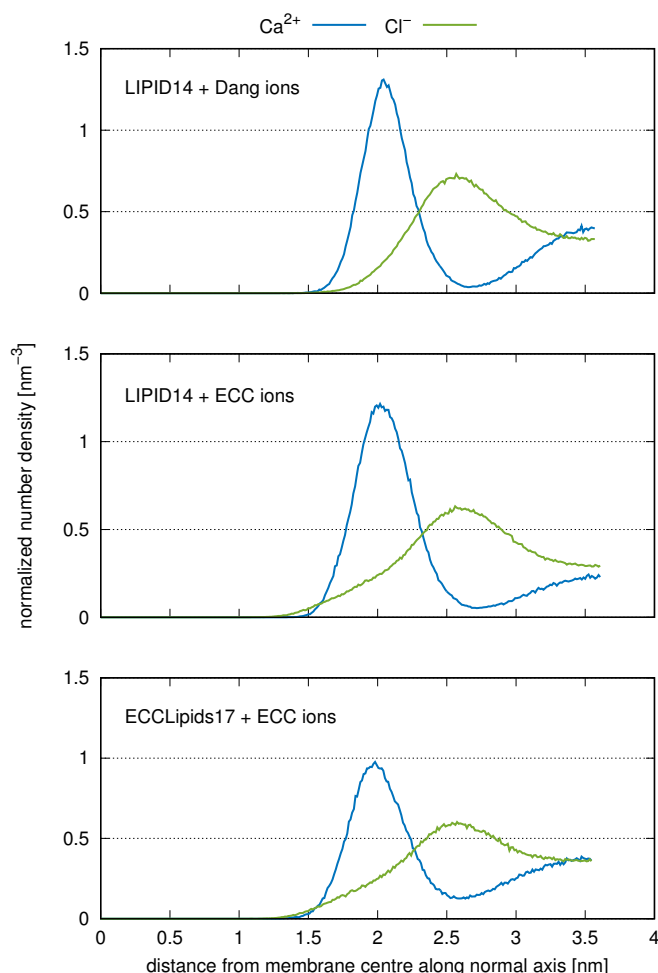 Ca²⁺ Cl⁻
1.5
LIPID14 + Dang ions
1
0.5
0
normalized number density [nm⁻³]
1.5
LIPID14 + ECC ions
1
0.5
0
1.5
ECCLipids17 + ECC ions
1
0.5
0
0 0.5 1 1.5 2 2.5 3 3.5 4
distance from membrane centre along normal axis [nm]